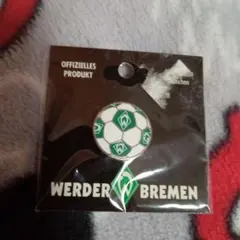 OFFIZIELLES
PRODUKT
WERDER W BREMEN